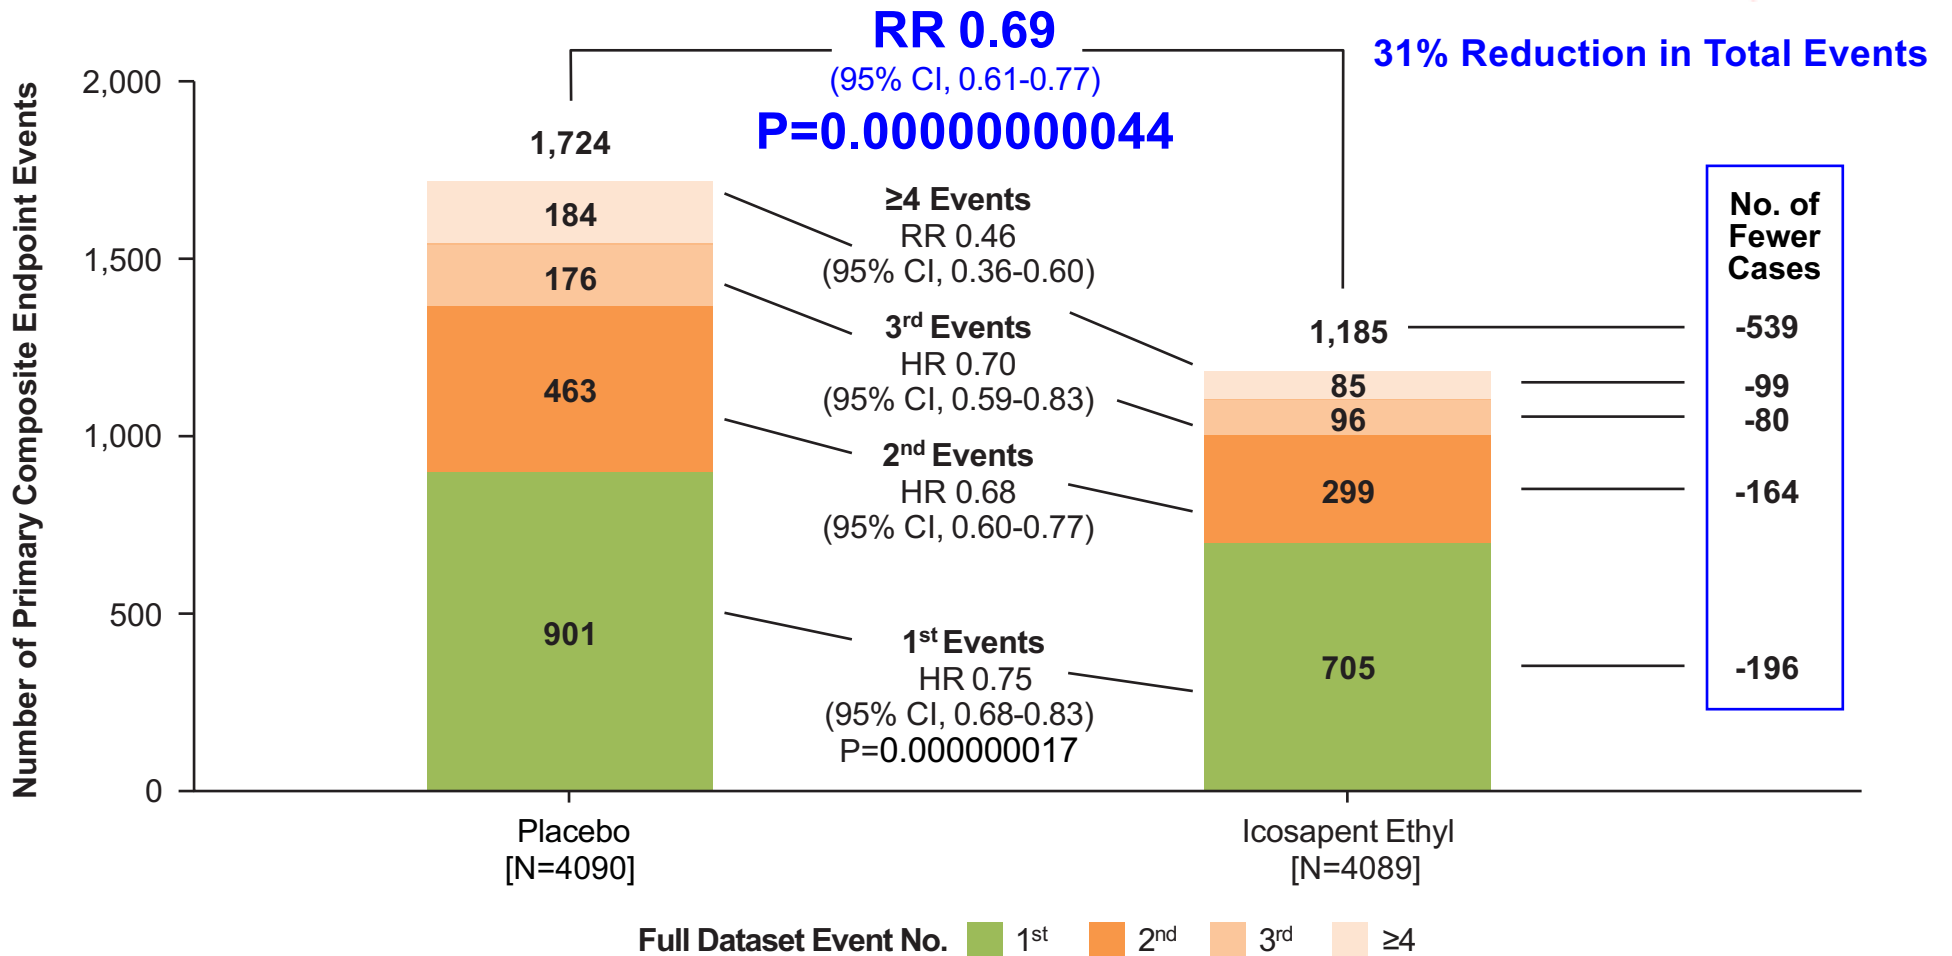 RR 0.69
(95% CI, 0.61-0.77)
P=0.00000000044
31% Reduction in Total Events
Number of Primary Composite Endpoint Events
2,000
1,500
1,000
500
0
1,724
184
176
463
901
≥4 Events
RR 0.46
(95% CI, 0.36-0.60)
3rd Events
HR 0.70
(95% CI, 0.59-0.83)
2nd Events
HR 0.68
(95% CI, 0.60-0.77)
1st Events
HR 0.75
(95% CI, 0.68-0.83)
P=0.000000017
1,185
85
96
299
705
No. of
Fewer
Cases
-539
-99
-80
-164
-196
Placebo
[N=4090]
Icosapent Ethyl
[N=4089]
Full Dataset Event No. 1st 2nd 3rd ≥4